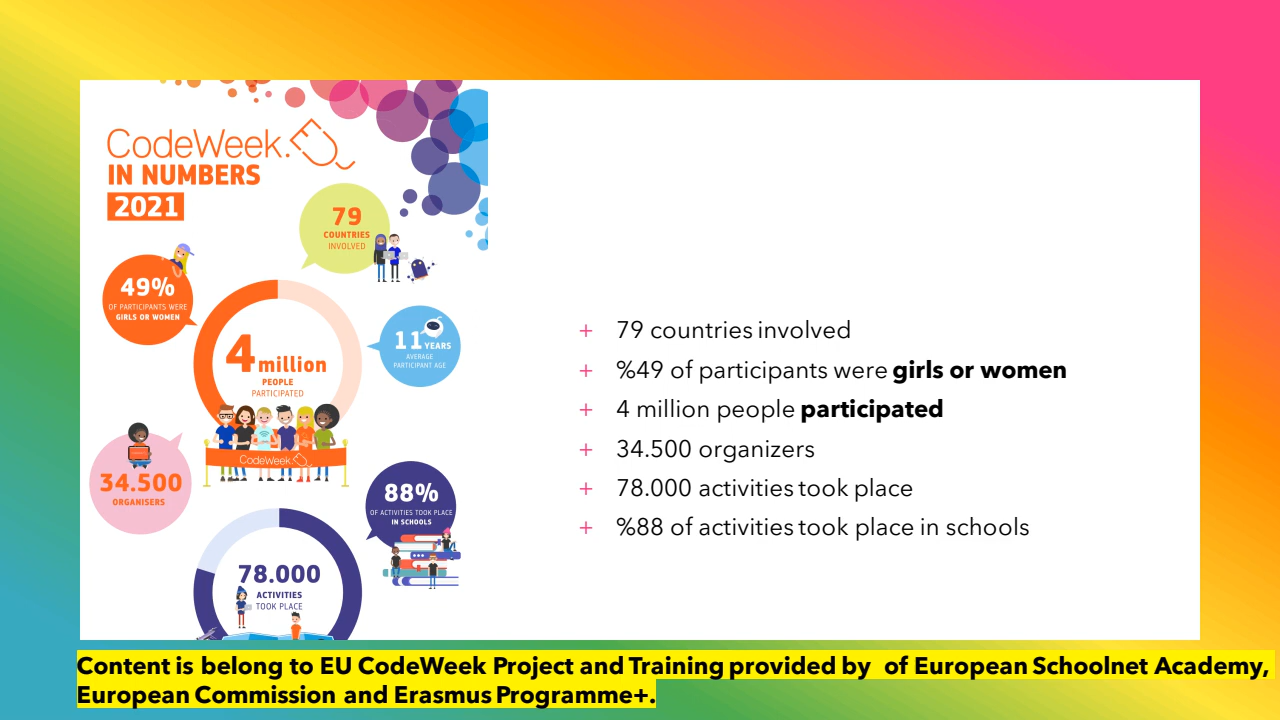 CodeWeek.EU
IN NUMBERS
2021
79
COUNTRIES
INVOLVED
49%
OF PARTICIPANTS WERE
GIRLS OR WOMEN
4 million
PEOPLE
PARTICIPATED
11 YEARS
AVERAGE
PARTICIPANT AGE
CodeWeek.
34.500
ORGANISERS
88%
OF ACTIVITIES TOOK PLACE
IN SCHOOLS
78.000
ACTIVITIES
TOOK PLACE
+ 79 countries involved
+ %49 of participants were girls or women
+ 4 million people participated
+ 34.500 organizers
+ 78.000 activities took place
+ %88 of activities took place in schools
Content is belong to EU CodeWeek Project and Training provided by of European Schoolnet Academy,
European Commission and Erasmus Programme+.